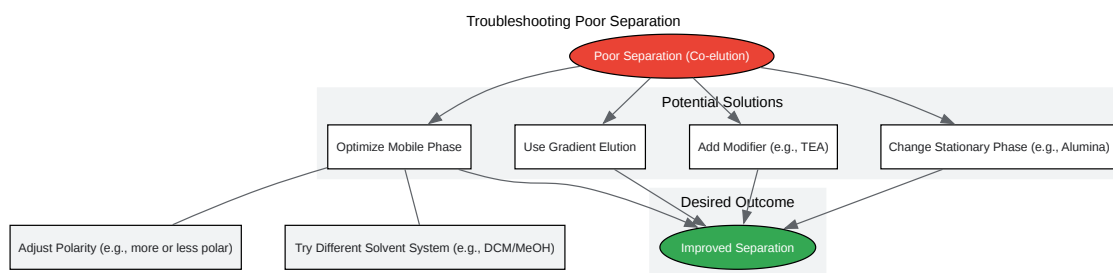 Troubleshooting Poor Separation
Poor Separation (Co-elution)
Potential Solutions
Optimize Mobile Phase
Use Gradient Elution
Add Modifier (e.g., TEA)
Change Stationary Phase (e.g., Alumina)
Desired Outcome
Adjust Polarity (e.g., more or less polar)
Try Different Solvent System (e.g., DCM/MeOH)
Improved Separation